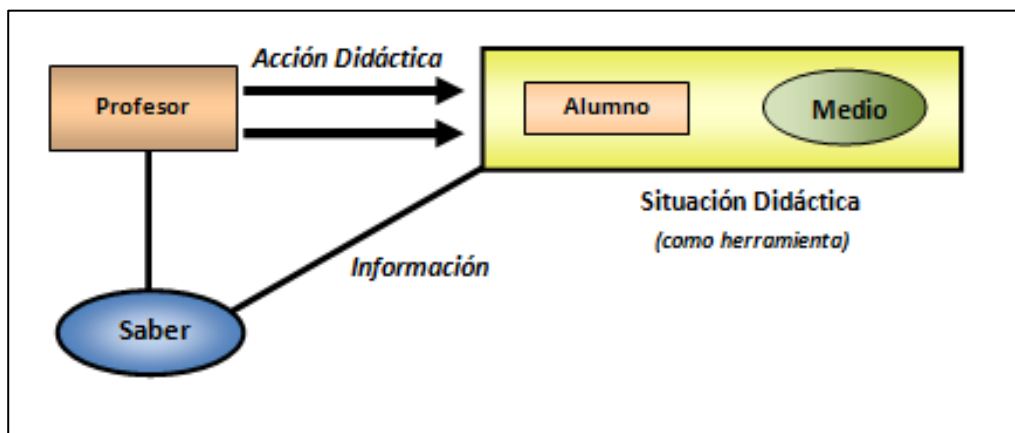 Acción Didáctica
Profesor
Alumno
Medio
Situación Didáctica
(como herramienta)
Información
Saber